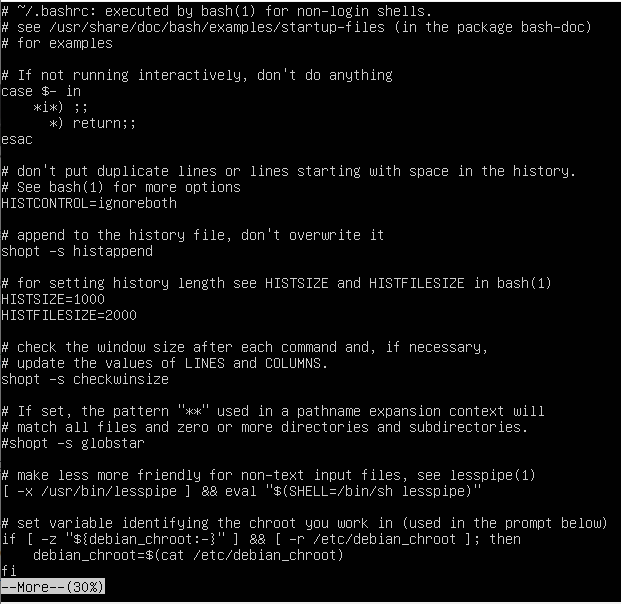 # ~/.bashrc: executed by bash(1) for non-login shells.
# see /usr/share/doc/bash/examples/startup-files (in the package bash-doc)
# for examples

# If not running interactively, don't do anything
case $- in
    *i*) ;;
      *) return;;
esac

# don't put duplicate lines or lines starting with space in the history.
# See bash(1) for more options
HISTCONTROL=ignoreboth

# append to the history file, don't overwrite it
shopt -s histappend

# for setting history length see HISTSIZE and HISTFILESIZE in bash(1)
HISTSIZE=1000
HISTFILESIZE=2000

# check the window size after each command and, if necessary,
# update the values of LINES and COLUMNS.
shopt -s checkwinsize

# If set, the pattern "**" used in a pathname expansion context will
# match all files and zero or more directories and subdirectories.
#shopt -s globstar

# make less more friendly for non-text input files, see lesspipe(1)
[ -x /usr/bin/lesspipe ] && eval "$(SHELL=/bin/sh lesspipe)"

# set variable identifying the chroot you work in (used in the prompt below)
if [ -z "${debian_chroot:-}" ] && [ -r /etc/debian_chroot ]; then
    debian_chroot=$(cat /etc/debian_chroot)
fi
--More--(30%)